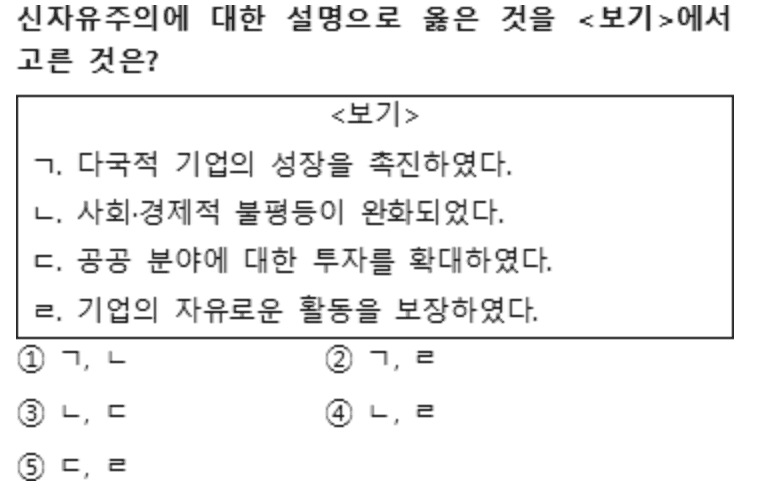 신자유주의에 대한 설명으로 옳은 것을 <보기>에서
고른 것은?
<보기>
ㄱ. 다국적 기업의 성장을 촉진하였다.
ㄴ. 사회·경제적 불평등이 완화되었다.
ㄷ. 공공 분야에 대한 투자를 확대하였다.
ㄹ. 기업의 자유로운 활동을 보장하였다.
① ㄱ, ㄴ ② ㄱ, ㄹ
③ ㄴ, ㄷ ④ ㄴ, ㄹ
⑤ ㄷ, ㄹ